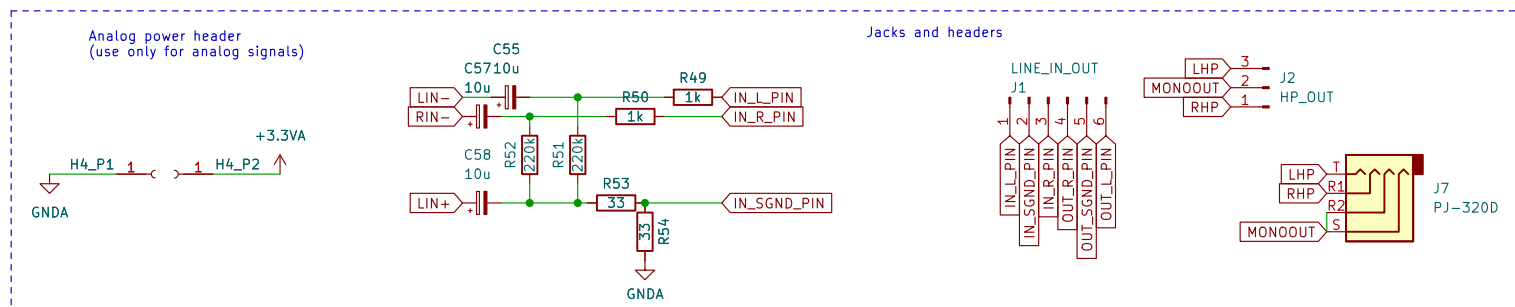 Analog power header
(use only for analog signals)
H4_P1
1
1
H4_P2
+3.3VA
GNDA
C55
C57
10u
10u
LIN-
RIN-
R49
1k
IN_L_PIN
R50
1k
IN_R_PIN
R52
220k
R51
220k
C58
10u
LIN+
R53
33
IN_SGND_PIN
33
R54
GNDA
Jacks and headers
LINE_IN_OUT
J1
1
2
3
4
5
6
IN_L_PIN
IN_SGND_PIN
IN_R_PIN
OUT_R_PIN
OUT_SGND_PIN
OUT_L_PIN
LHP
3
MONOOUT
2
RHP
1
J2
HP_OUT
LHP
T
RHP
R1
R2
MONOOUT
S
J7
PJ-320D